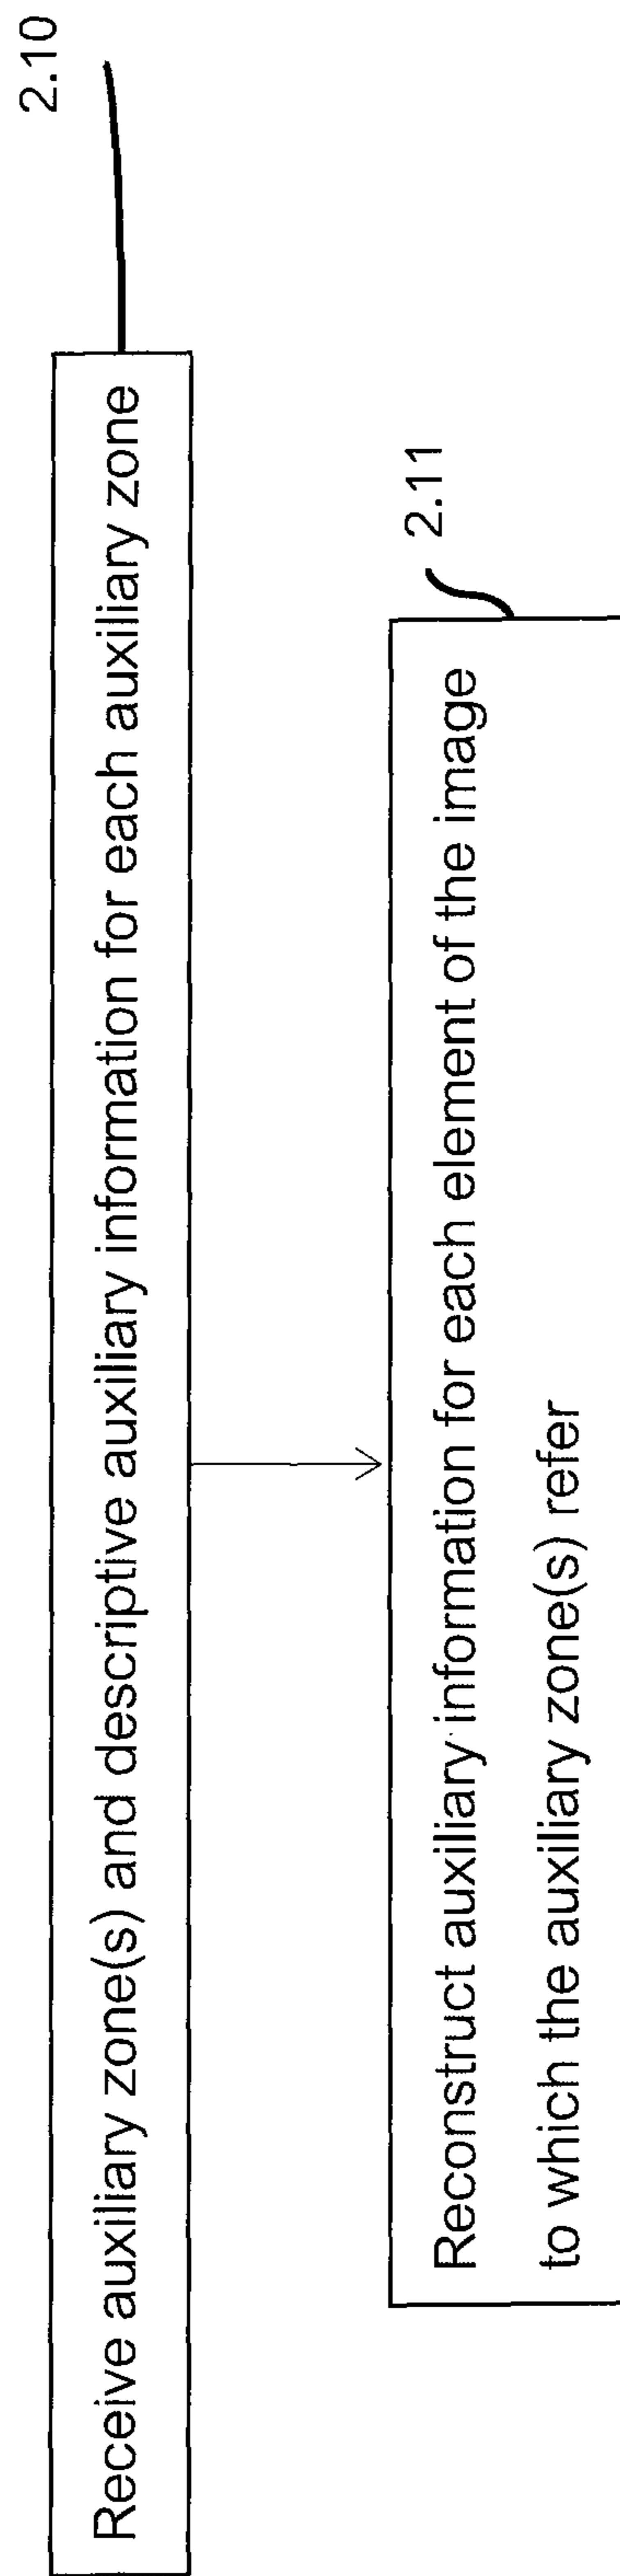 2.10
Receive auxiliary zone(s) and descriptive auxiliary information for each auxiliary zone
2.11
Reconstruct auxiliary information for each element of the image
to which the auxiliary zone(s) refer